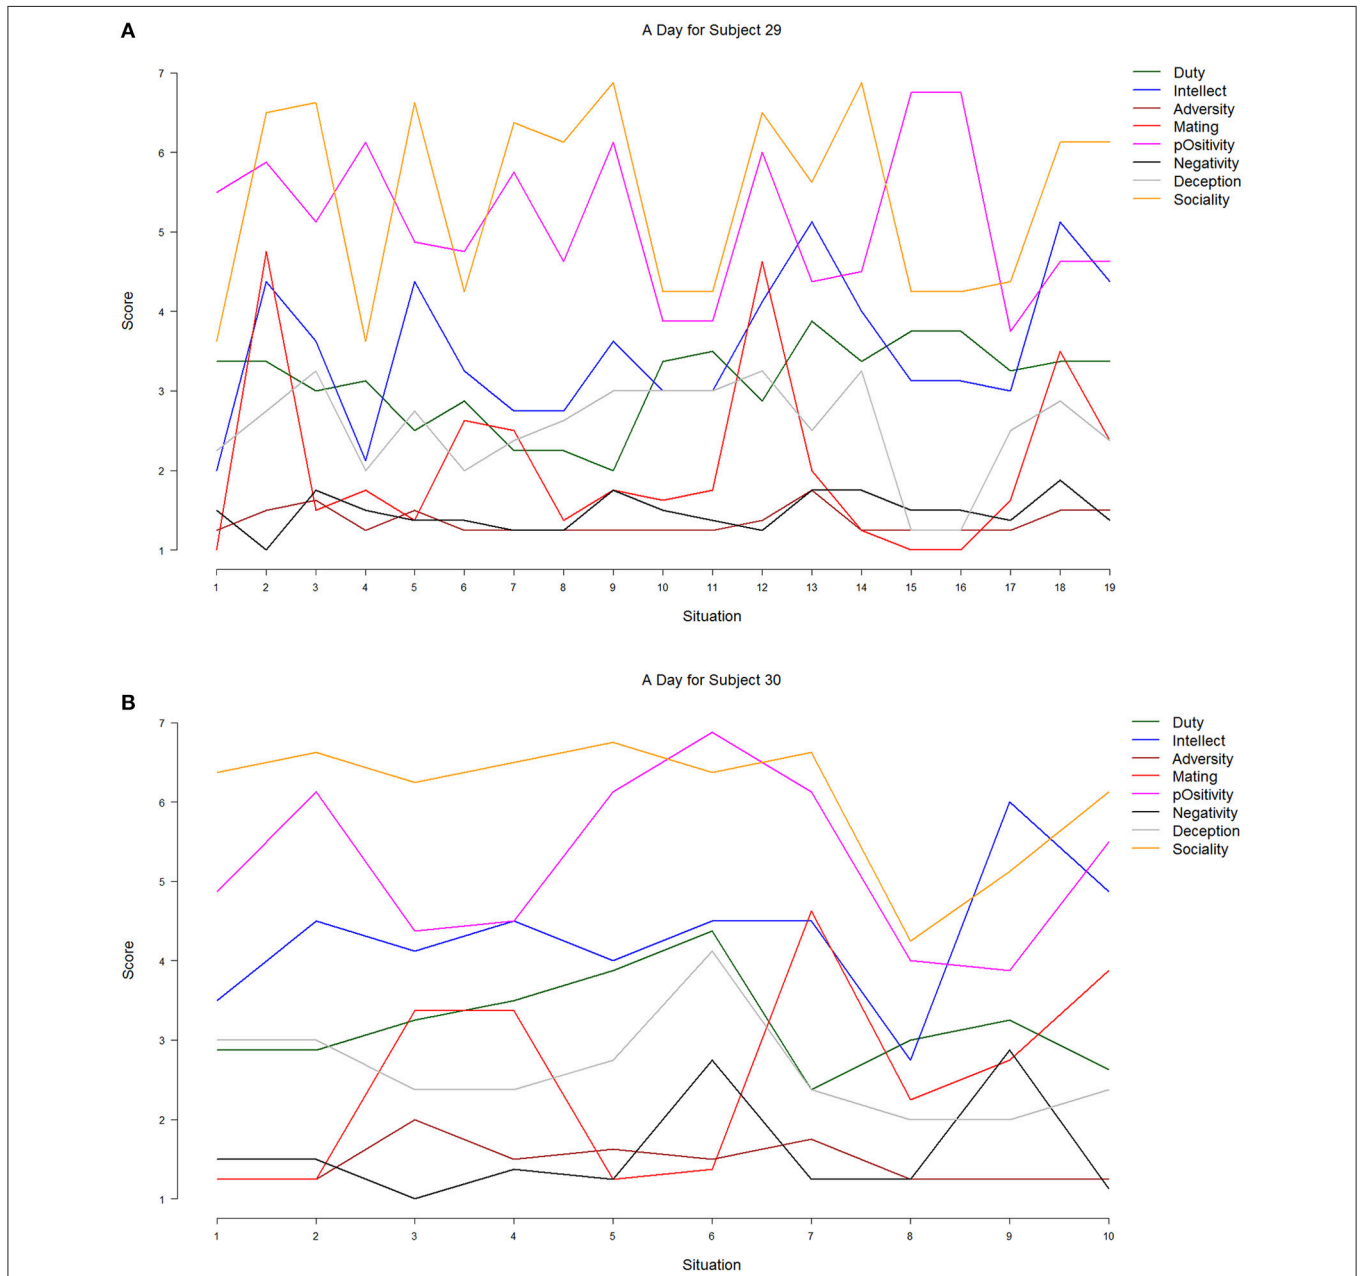 A
A Day for Subject 29
7
6
5
4
3
2
1
Score
1 2 3 4 5 6 7 8 9 10 11 12 13 14 15 16 17 18 19
Situation
Duty
Intellect
Adversity
Mating
pOsitivity
Negativity
Deception
Sociality
B
A Day for Subject 30
7
6
5
4
3
2
1
Score
1 2 3 4 5 6 7 8 9 10
Situation
Duty
Intellect
Adversity
Mating
pOsitivity
Negativity
Deception
Sociality